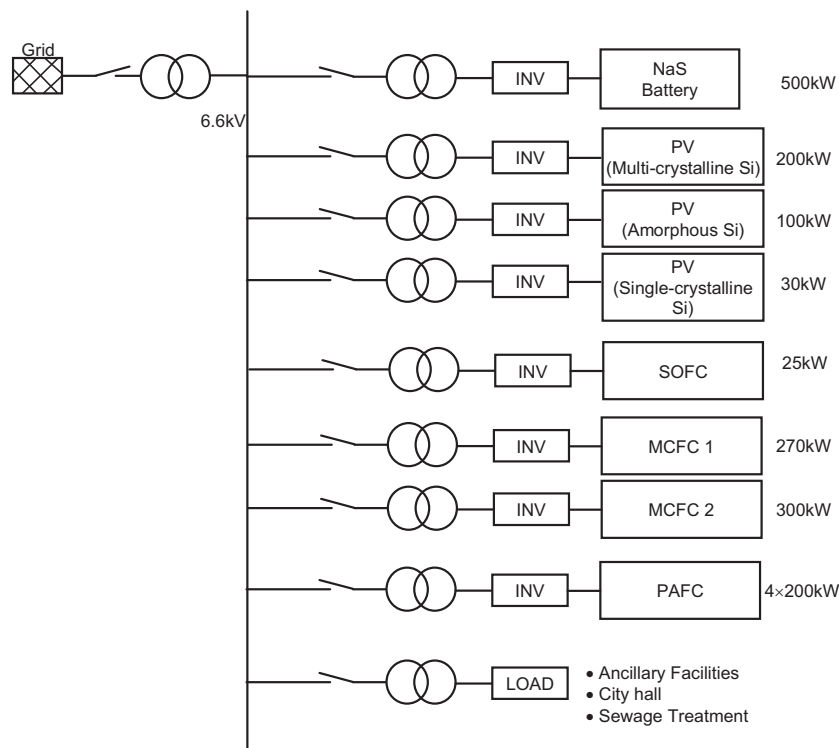 Grid
6.6kV
INV
NaS
Battery
500kW
INV
PV
(Multi-crystalline Si)
200kW
INV
PV
(Amorphous Si)
100kW
INV
PV
(Single-crystalline
Si)
30kW
INV
SOFC
25kW
INV
MCFC 1
270kW
INV
MCFC 2
300kW
INV
PAFC
4×200kW
LOAD
• Ancillary Facilities
• City hall
• Sewage Treatment